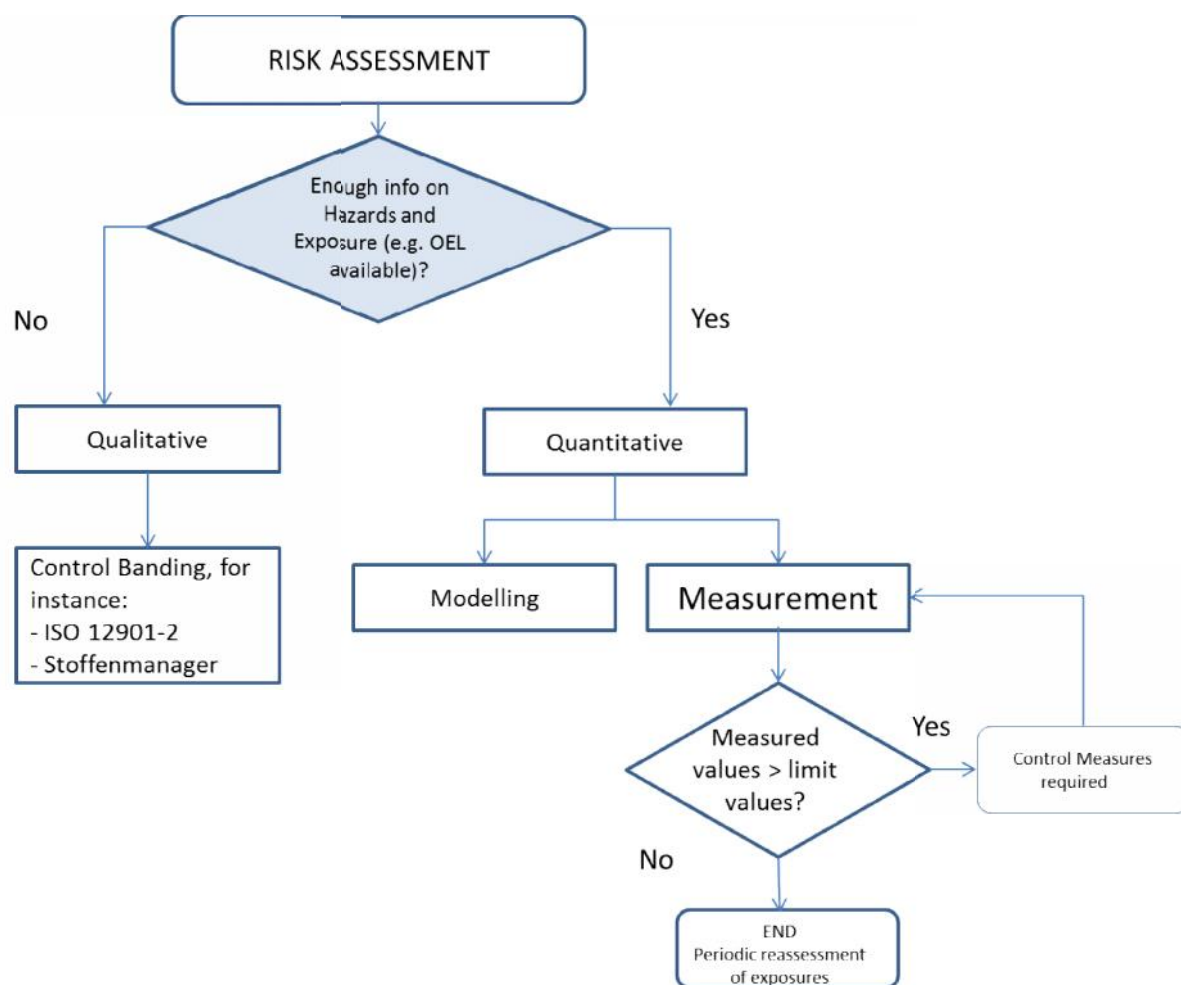 RISK ASSESSMENT
Enough info on
Hazards and
Exposure (e.g. OEL
available)?
No
Yes
Qualitative
Quantitative
Control Banding, for
instance:
- ISO 12901-2
- Stoffenmanager
Modelling
Measurement
Measured
values > limit
values?
Yes
Control Measures
required
No
END
Periodic reassessment
of exposures